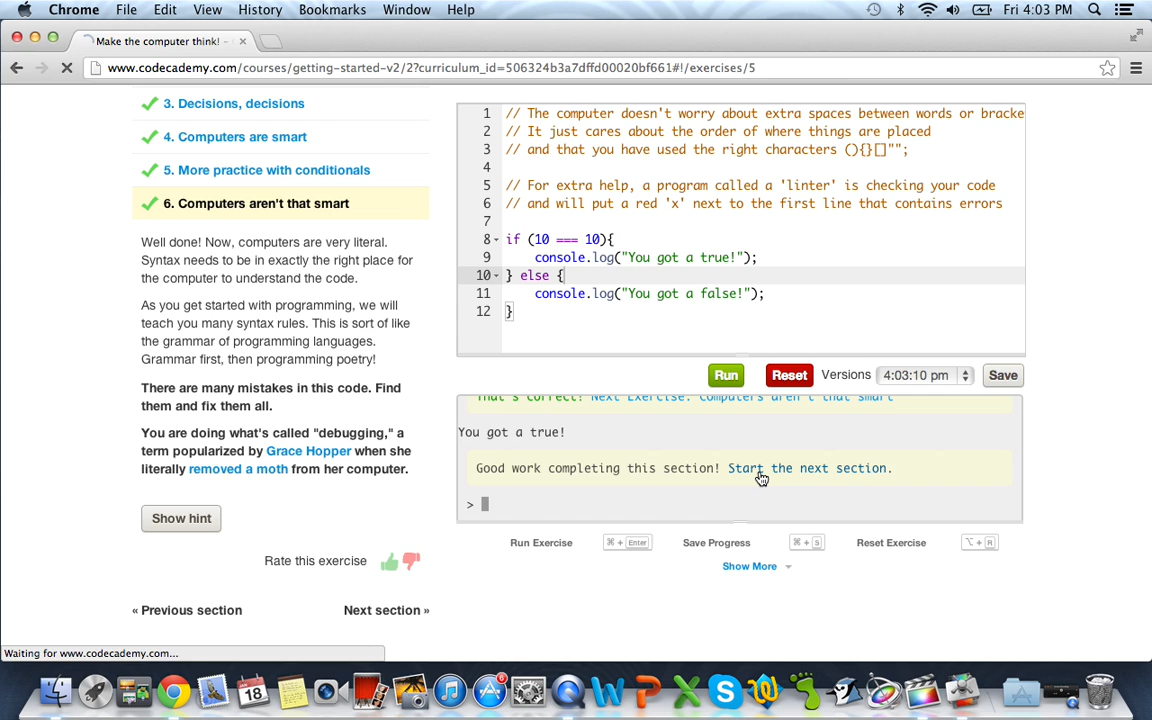 Chrome File Edit View History Bookmarks Window Help Fri 4:03 PM
Make the computer think! -
www.codecademy.com/courses/getting-started-v2/2?curriculum_id=506324b3a7dffd00020bf661#!/exercises/5
3. Decisions, decisions
4. Computers are smart
5. More practice with conditionals
6. Computers aren't that smart
Well done! Now, computers are very literal.
Syntax needs to be in exactly the right place for
the computer to understand the code.
As you get started with programming, we will
teach you many syntax rules. This is sort of like
the grammar of programming languages.
Grammar first, then programming poetry!
There are many mistakes in this code. Find
them and fix them all.
You are doing what's called "debugging," a
term popularized by Grace Hopper when she
literally removed a moth from her computer.
Show hint
Rate this exercise
« Previous section Next section »
1 // The computer doesn't worry about extra spaces between words or bracke
2 // It just cares about the order of where things are placed
3 // and that you have used the right characters (){}[]"";
4
5 // For extra help, a program called a 'linter' is checking your code
6 // and will put a red 'x' next to the first line that contains errors
7
8 if (10 === 10){
9 console.log("You got a true!");
10 } else {
11 console.log("You got a false!");
12 }
Run Reset Versions 4:03:10 pm Save
That's correct! Next Exercise: Computers aren't that smart
You got a true!
Good work completing this section! Start the next section.
>
Run Exercise ⌘ + Enter Save Progress ⌘ + S Reset Exercise ⌥ + R
Show More
Waiting for www.codecademy.com...
JAN
18
6